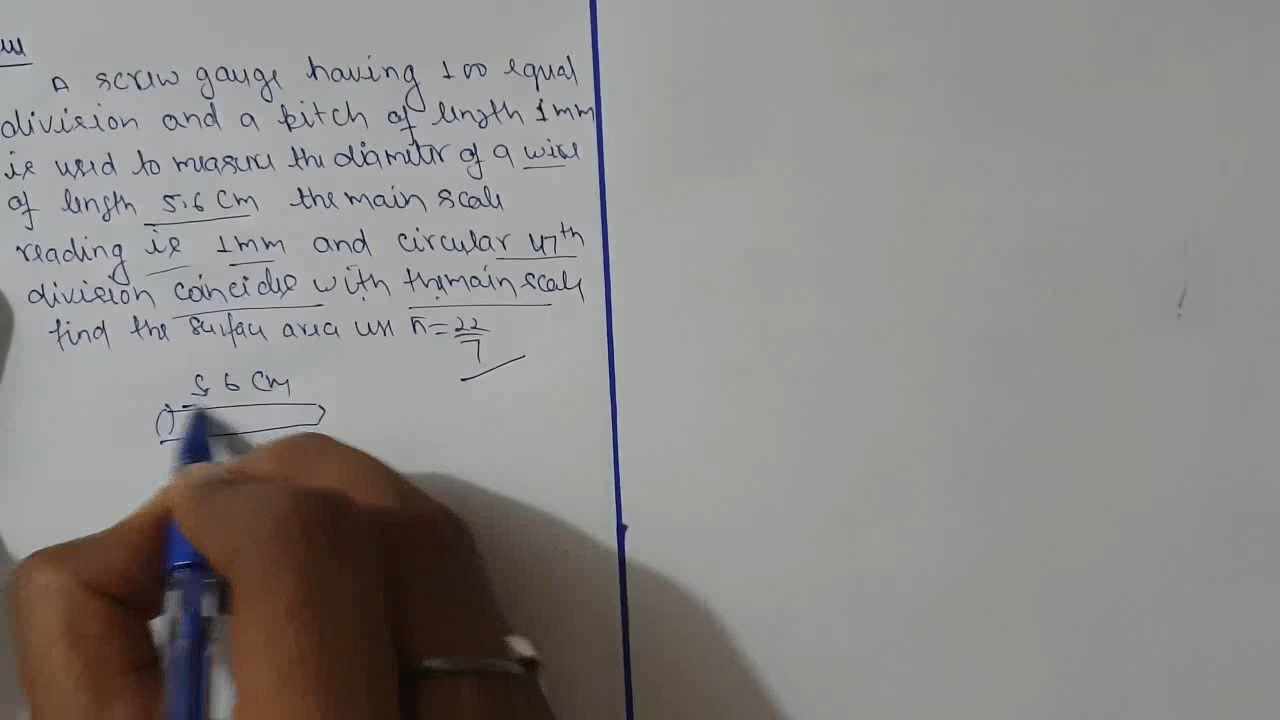 A screw gauge having 100 equal
division and a pitch of length 1mm
is used to measure the diameter of a wire
of length 5.6 cm the main scale
reading is 1mm and circular 47th
division coincide with the main scale
find the surface area use π = 22/7
5.6 cm